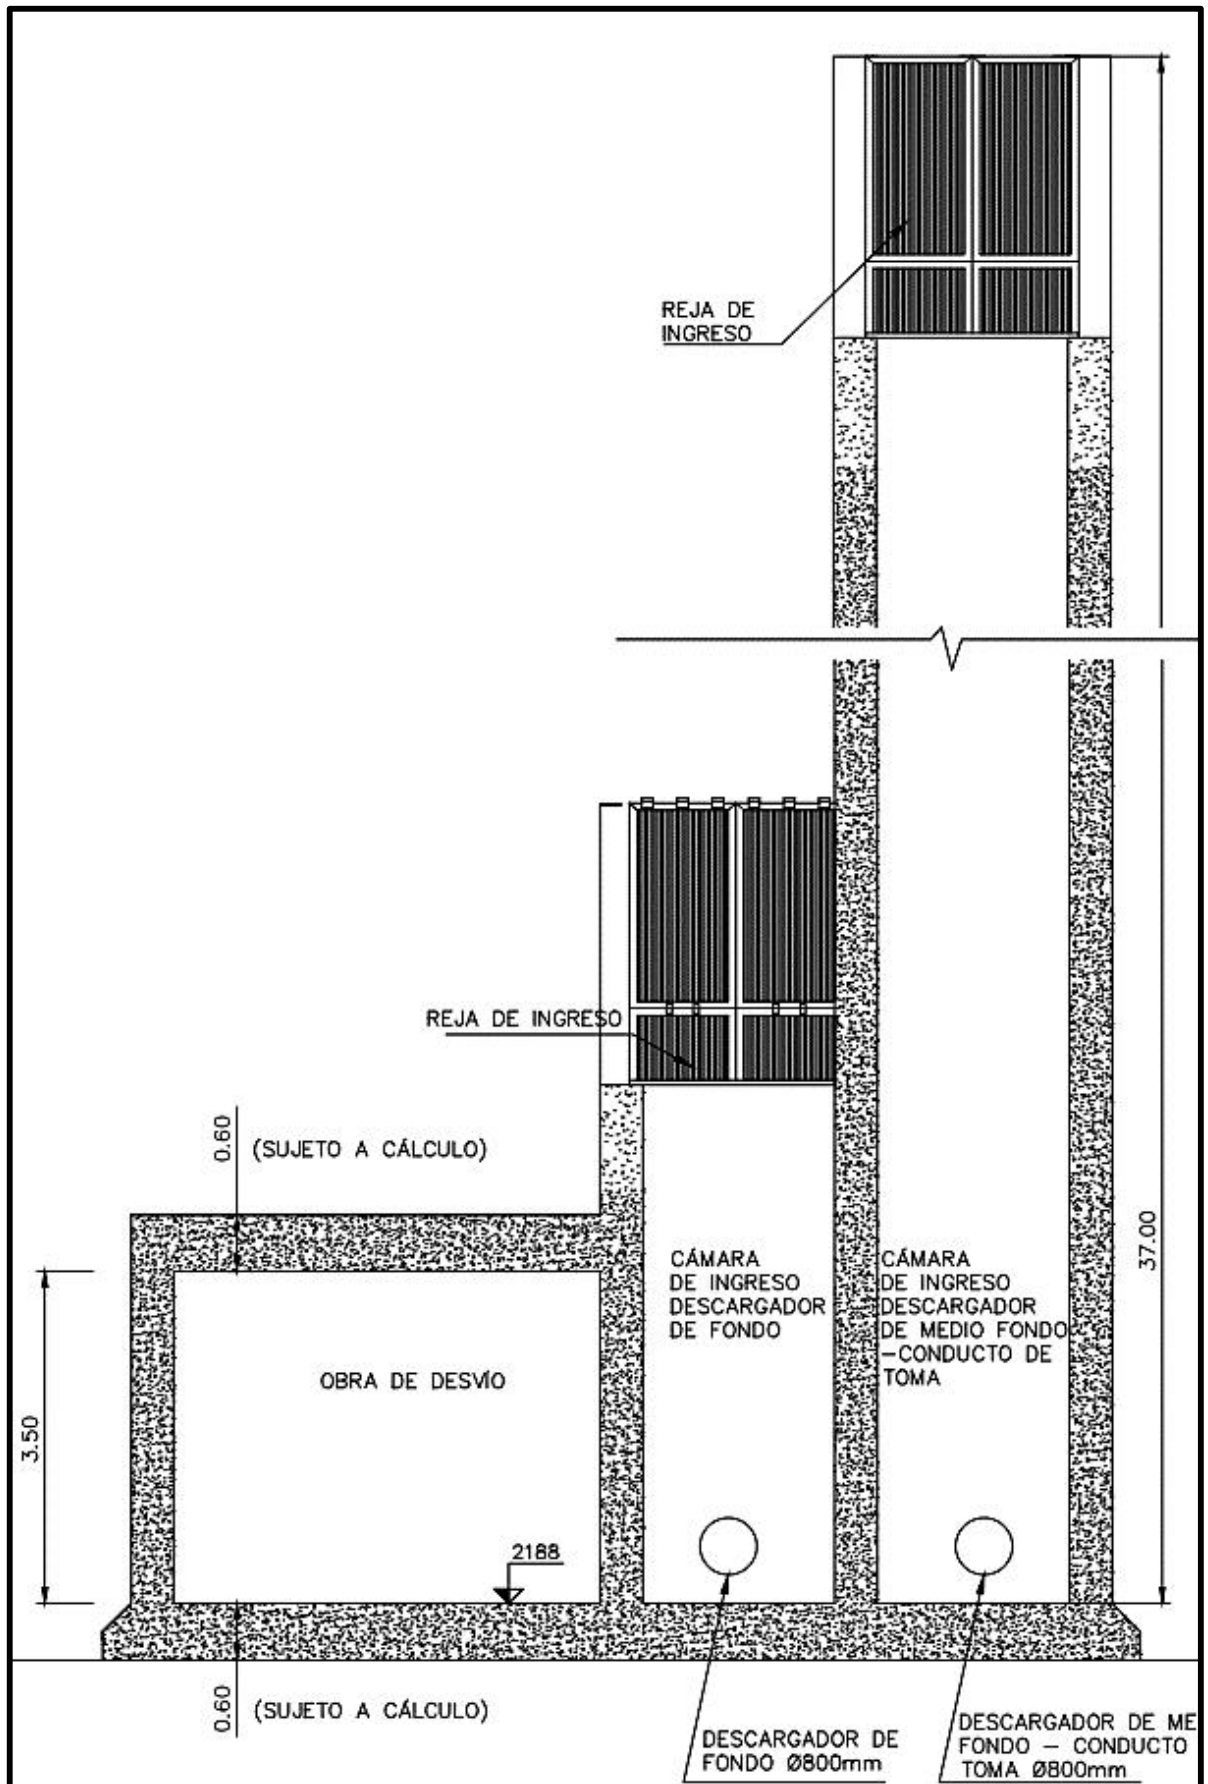 REJA DE
INGRESO
REJA DE INGRESO
0.60
(SUJETO A CÁLCULO)
CÁMARA
DE INGRESO
DESCARGADOR
DE FONDO
CÁMARA
DE INGRESO
DESCARGADOR
DE MEDIO FONDO
-CONDUCTO DE
TOMA
37.00
OBRA DE DESVÍO
3.50
2188
0.60
(SUJETO A CÁLCULO)
DESCARGADOR DE
FONDO Ø800mm
DESCARGADOR DE ME
FONDO - CONDUCTO
TOMA Ø800mm